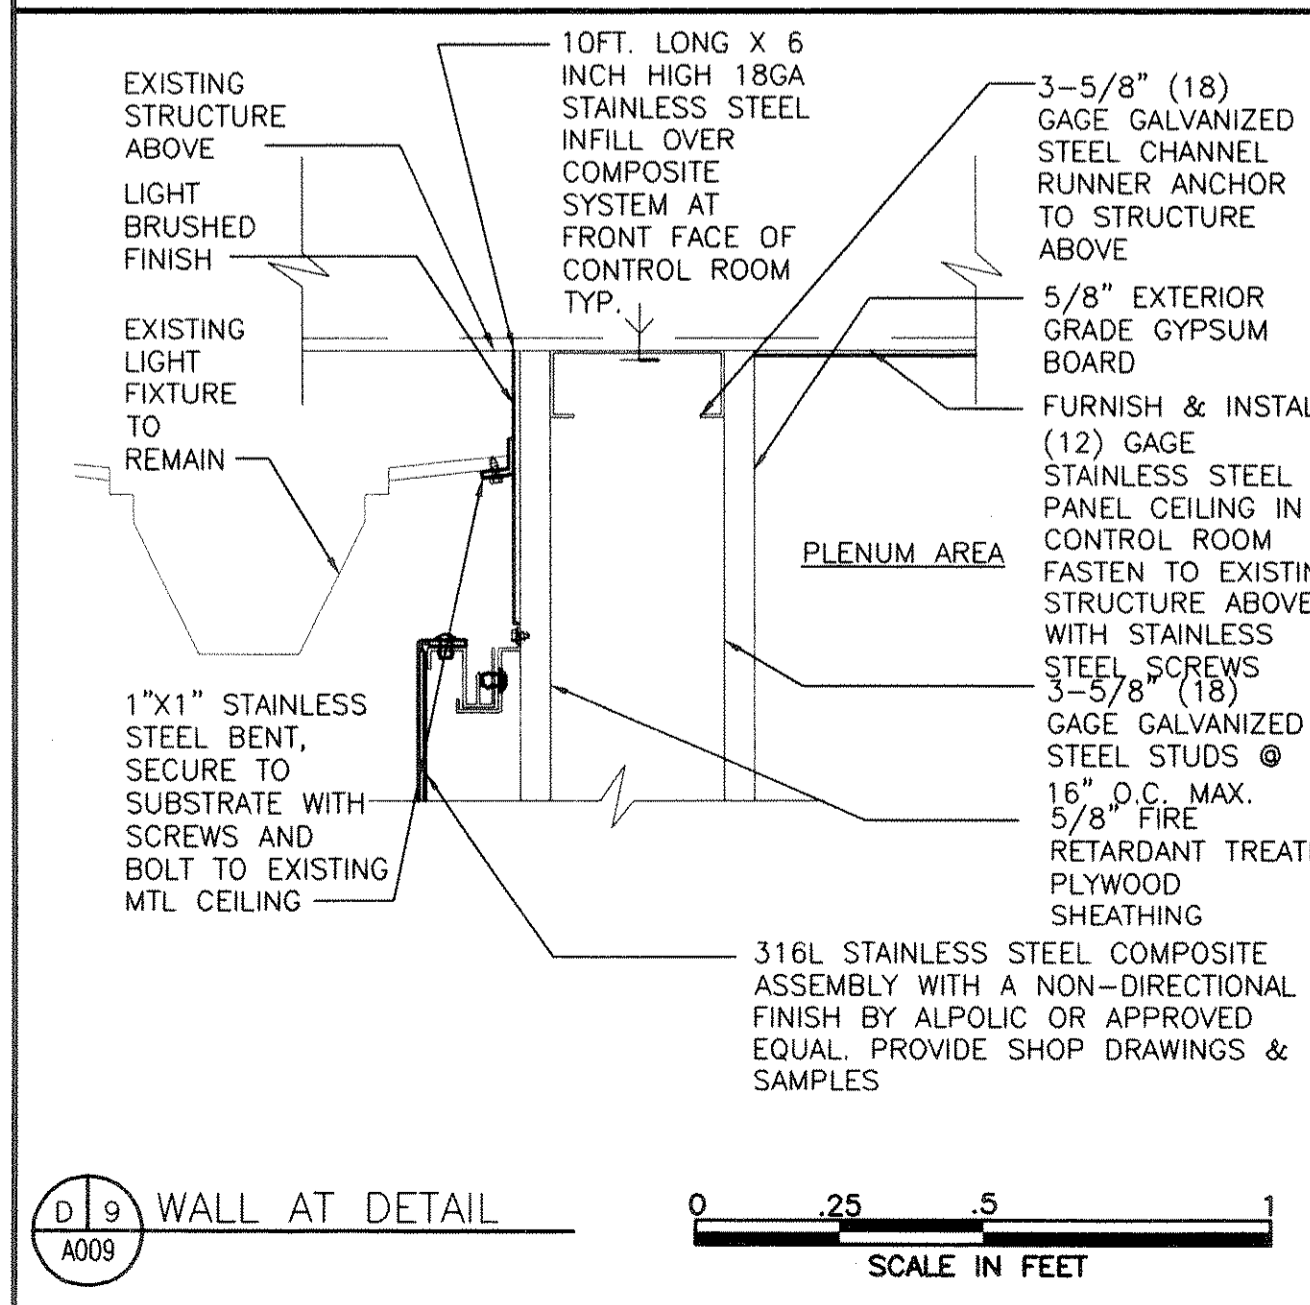 EXISTING
STRUCTURE
ABOVE
LIGHT
BRUSHED
FINISH
EXISTING
LIGHT
FIXTURE
TO
REMAIN
1"X1" STAINLESS
STEEL BENT,
SECURE TO
SUBSTRATE WITH
SCREWS AND
BOLT TO EXISTING
MTL CEILING
10FT. LONG X 6
INCH HIGH 18GA
STAINLESS STEEL
INFILL OVER
COMPOSITE
SYSTEM AT
FRONT FACE OF
CONTROL ROOM
TYP.
PLENUM AREA
3-5/8" (18)
GAGE GALVANIZED
STEEL CHANNEL
RUNNER ANCHOR
TO STRUCTURE
ABOVE
5/8" EXTERIOR
GRADE GYPSUM
BOARD
FURNISH & INSTAL
(12) GAGE
STAINLESS STEEL
PANEL CEILING IN
CONTROL ROOM
FASTEN TO EXISTIN
STRUCTURE ABOVE
WITH STAINLESS
STEEL SCREWS
3-5/8" (18)
GAGE GALVANIZED
STEEL STUDS @
16" O.C. MAX.
5/8" FIRE
RETARDANT TREAT
PLYWOOD
SHEATHING
316L STAINLESS STEEL COMPOSITE
ASSEMBLY WITH A NON-DIRECTIONAL
FINISH BY ALPOLIC OR APPROVED
EQUAL. PROVIDE SHOP DRAWINGS &
SAMPLES
D 9
A009
WALL AT DETAIL
0 .25 .5 1
SCALE IN FEET